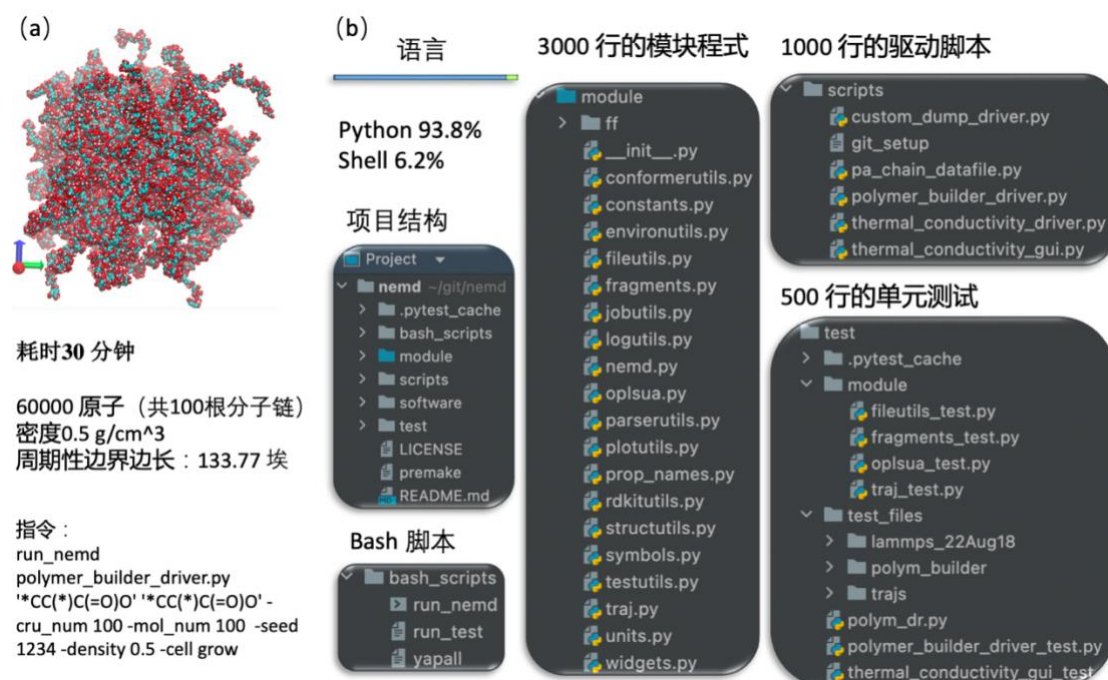 (a)
耗时30 分钟
60000 原子（共100根分子链）
密度0.5 g/cm^3
周期性边界边长：133.77 埃
指令：
run_nemd
polymer_builder_driver.py
'*CC(*)C(=O)O' '*CC(*)C(=O)O' -
cru_num 100 -mol_num 100 -seed
1234 -density 0.5 -cell grow
(b)
语言
Python 93.8%
Shell 6.2%
项目结构
Project
nemd ~/git/nemd
.pytest_cache
bash_scripts
module
scripts
software
test
LICENSE
premake
README.md
Bash 脚本
bash_scripts
run_nemd
run_test
yapall
3000 行的模块程式
module
ff
__init__.py
conformerutils.py
constants.py
environutils.py
fileutils.py
fragments.py
jobutils.py
logutils.py
nemd.py
oplsua.py
parserutils.py
plotutils.py
prop_names.py
rdkitutils.py
structutils.py
symbols.py
testutils.py
traj.py
units.py
widgets.py
1000 行的驱动脚本
scripts
custom_dump_driver.py
git_setup
pa_chain_datafile.py
polymer_builder_driver.py
thermal_conductivity_driver.py
thermal_conductivity_gui.py
500 行的单元测试
test
.pytest_cache
module
fileutils_test.py
fragments_test.py
oplsua_test.py
traj_test.py
test_files
lammps_22Aug18
polym_builder
trajs
polym_dr.py
polymer_builder_driver_test.py
thermal_conductivity_gui_test